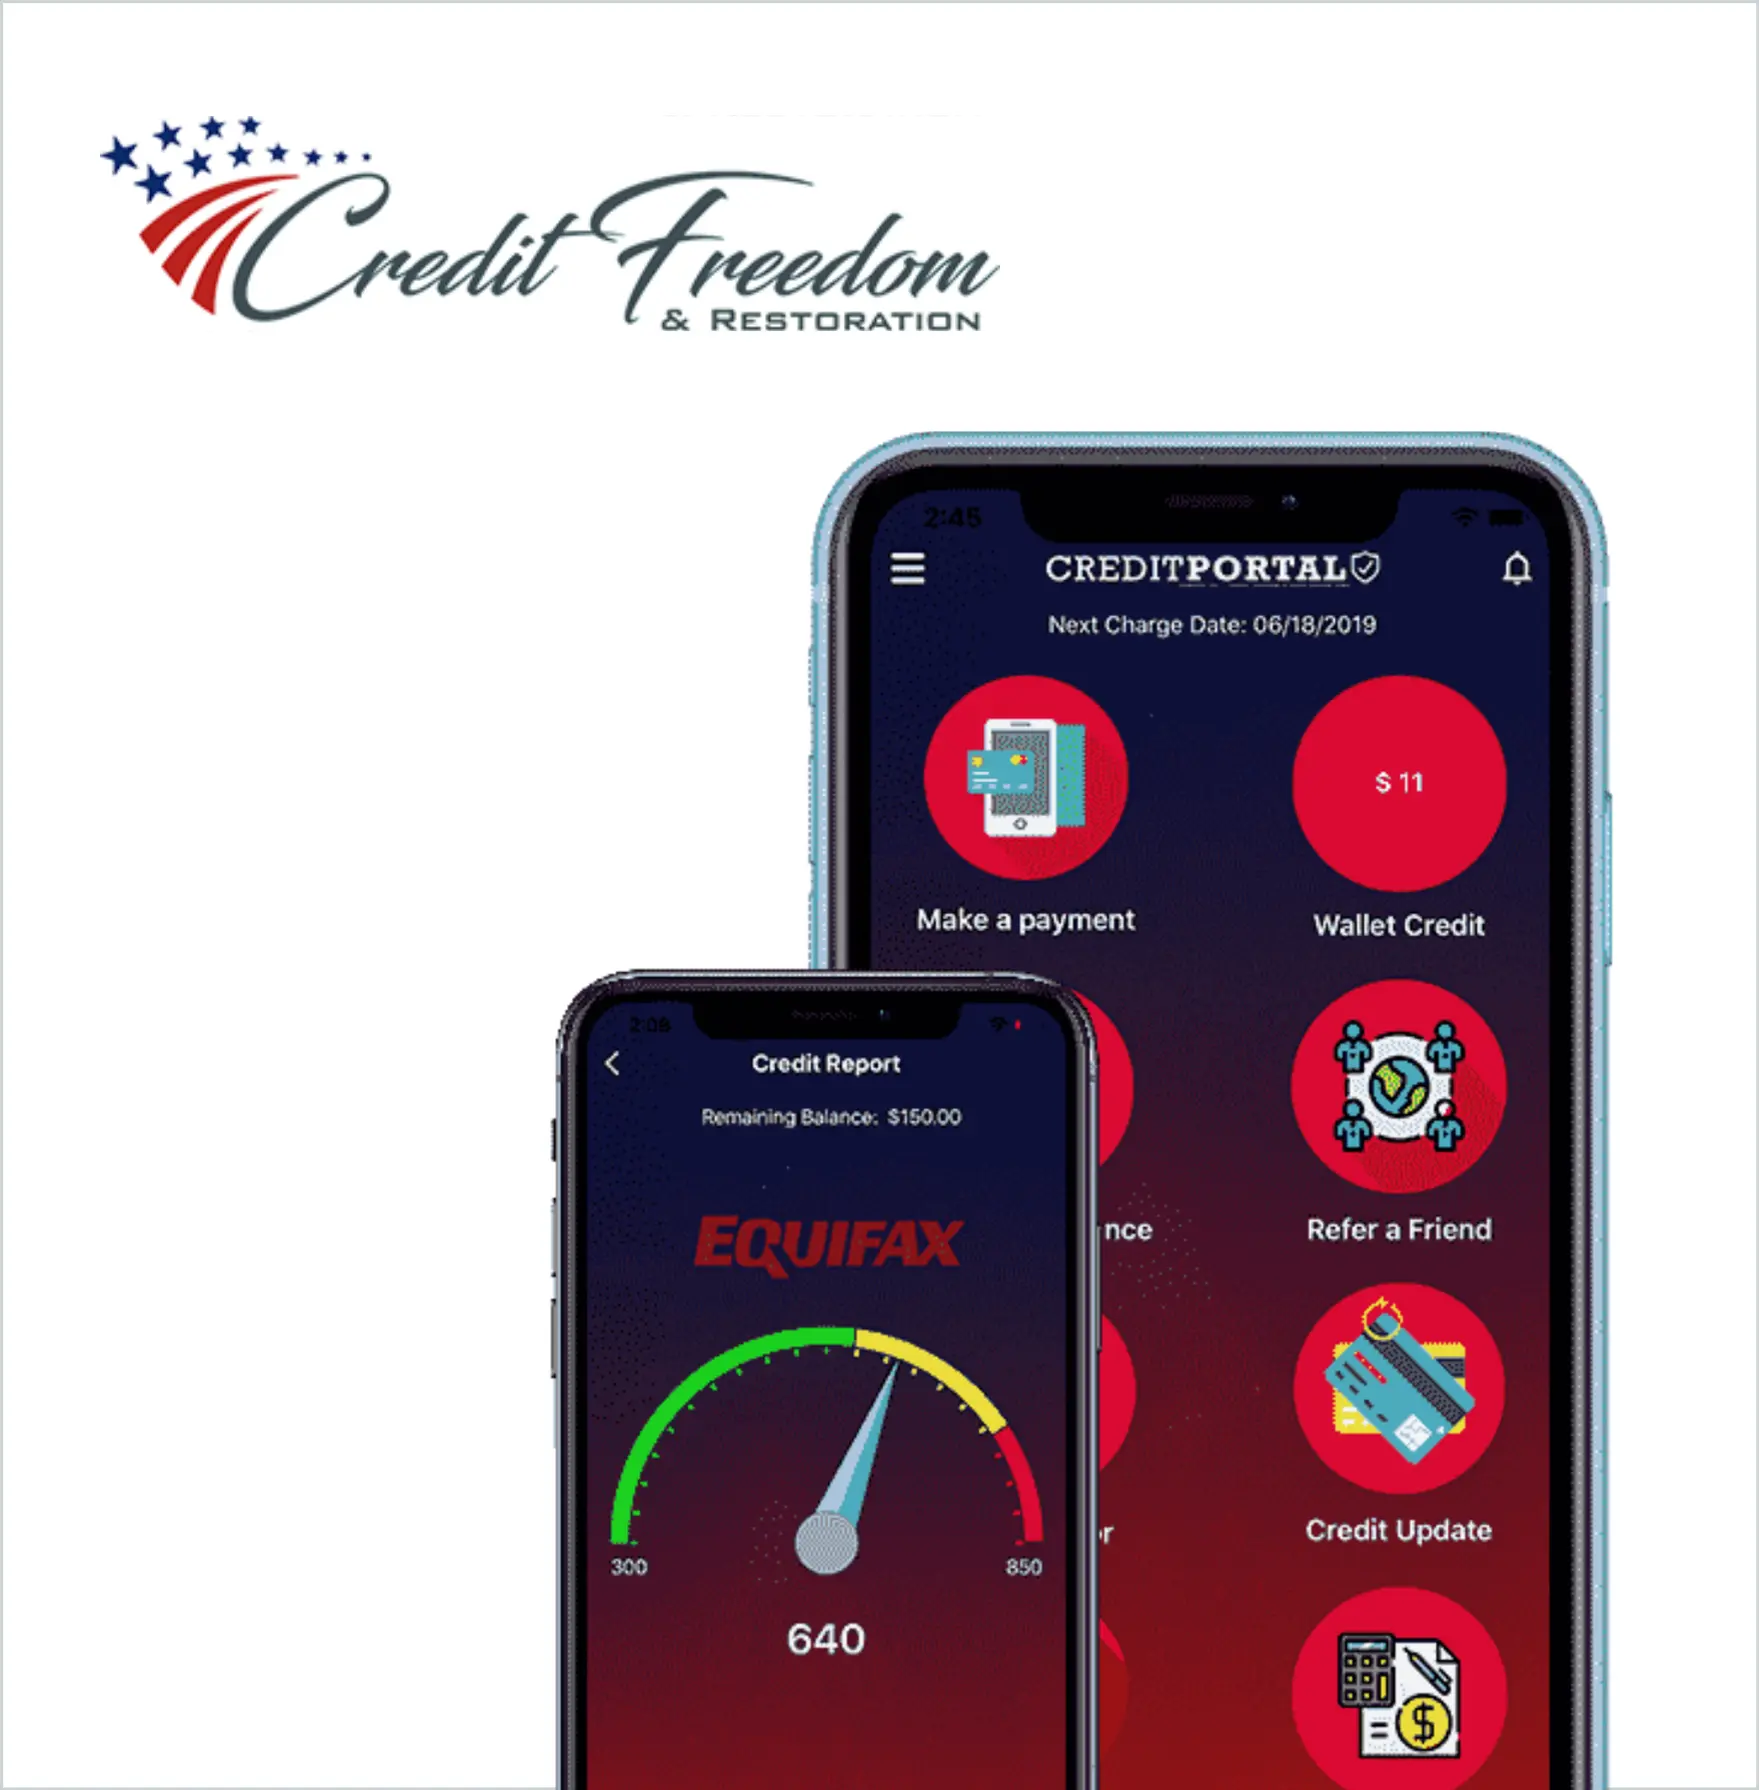 Credit Freedom
& RESTORATION
2:45
CREDITPORTAL
Next Charge Date: 06/18/2019
$ 11
Make a payment
Wallet Credit
nce
Refer a Friend
r
Credit Update
2:08
Credit Report
Remaining Balance: $150.00
EQUIFAX
300
850
640